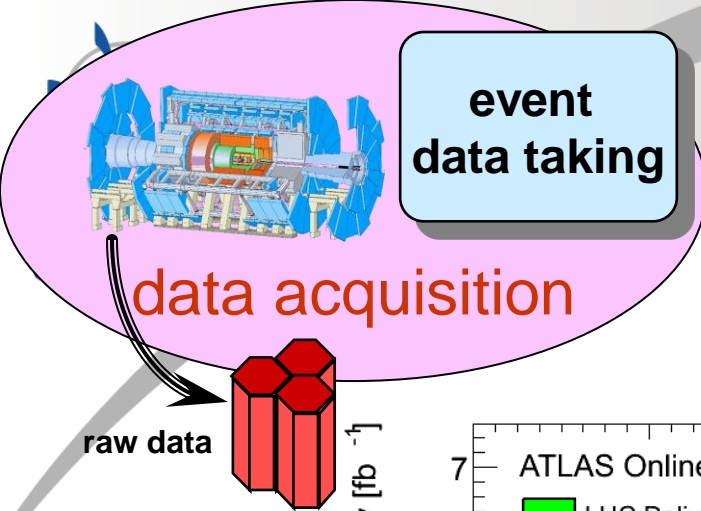 event
data taking
data acquisition
raw data
[fb⁻¹]
7
ATLAS Online